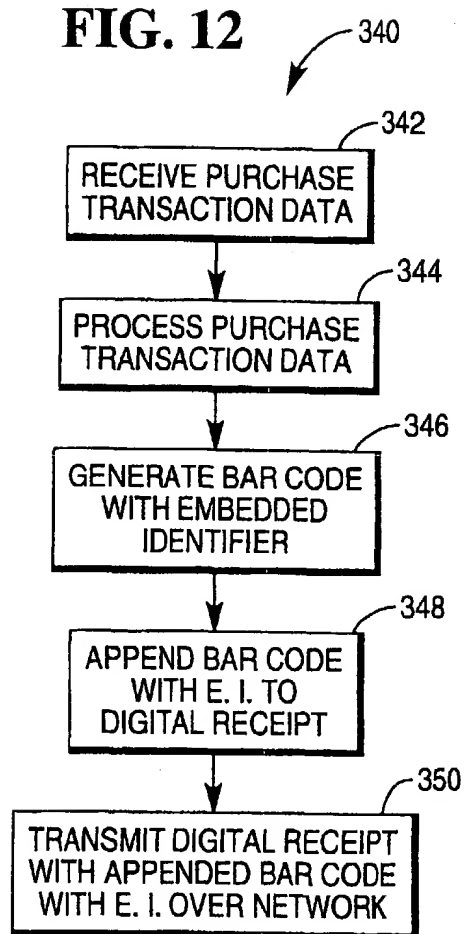 FIG. 12
340
342
RECEIVE PURCHASE
TRANSACTION DATA
344
PROCESS PURCHASE
TRANSACTION DATA
346
GENERATE BAR CODE
WITH EMBEDDED
IDENTIFIER
348
APPEND BAR CODE
WITH E. I. TO
DIGITAL RECEIPT
350
TRANSMIT DIGITAL RECEIPT
WITH APPENDED BAR CODE
WITH E. I. OVER NETWORK